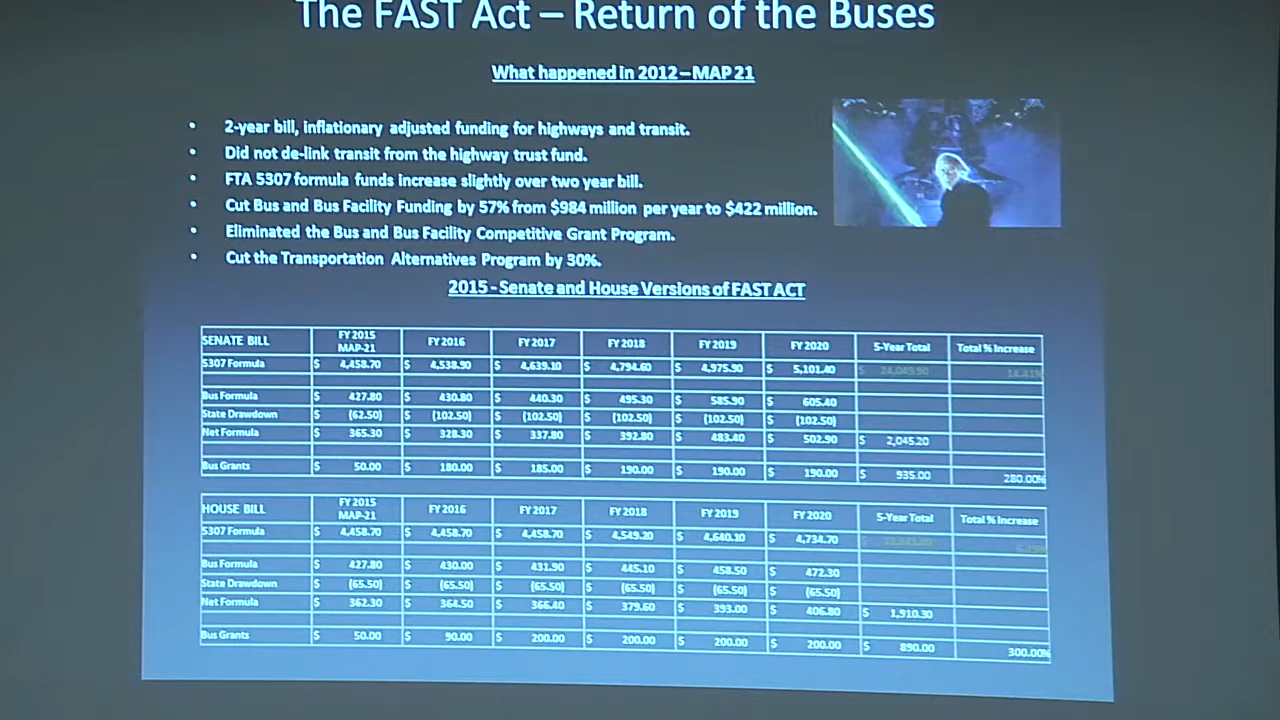 The FAST Act – Return of the Buses
What happened in 2012 – MAP 21
• 2-year bill, inflationary adjusted funding for highways and transit.
• Did not de-link transit from the highway trust fund.
• FTA 5307 formula funds increase slightly over two year bill.
• Cut Bus and Bus Facility Funding by 57% from $984 million per year to $422 million.
• Eliminated the Bus and Bus Facility Competitive Grant Program.
• Cut the Transportation Alternatives Program by 30%.
2015 - Senate and House Versions of FAST ACT
SENATE BILL FY 2015 MAP-21 FY 2016 FY 2017 FY 2018 FY 2019 FY 2020 5-Year Total Total % Increase
5307 Formula $ 4,458.70 $ 4,538.90 $ 4,639.10 $ 4,794.60 $ 4,975.90 $ 5,101.40 $ 24,049.90 14.41%
Bus Formula $ 427.80 $ 430.80 $ 440.30 $ 495.30 $ 585.90 $ 605.40
State Drawdown $ (62.50) $ (102.50) $ (102.50) $ (102.50) $ (102.50) $ (102.50)
Net Formula $ 365.30 $ 328.30 $ 337.80 $ 392.80 $ 483.40 $ 502.90 $ 2,045.20
Bus Grants $ 50.00 $ 180.00 $ 185.00 $ 190.00 $ 190.00 $ 190.00 $ 935.00 280.00%
HOUSE BILL FY 2015 MAP-21 FY 2016 FY 2017 FY 2018 FY 2019 FY 2020 5-Year Total Total % Increase
5307 Formula $ 4,458.70 $ 4,458.70 $ 4,458.70 $ 4,549.20 $ 4,640.10 $ 4,734.70 $
Bus Formula $ 427.80 $ 430.00 $ 431.90 $ 445.10 $ 458.50 $ 472.30
State Drawdown $ (65.50) $ (65.50) $ (65.50) $ (65.50) $ (65.50) $ (65.50)
Net Formula $ 362.30 $ 364.50 $ 366.40 $ 379.60 $ 393.00 $ 406.80 $ 1,910.30
Bus Grants $ 50.00 $ 90.00 $ 200.00 $ 200.00 $ 200.00 $ 200.00 $ 890.00 300.00%